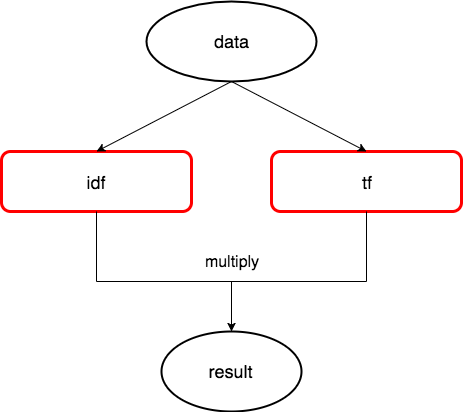 data
idf
tf
multiply
result